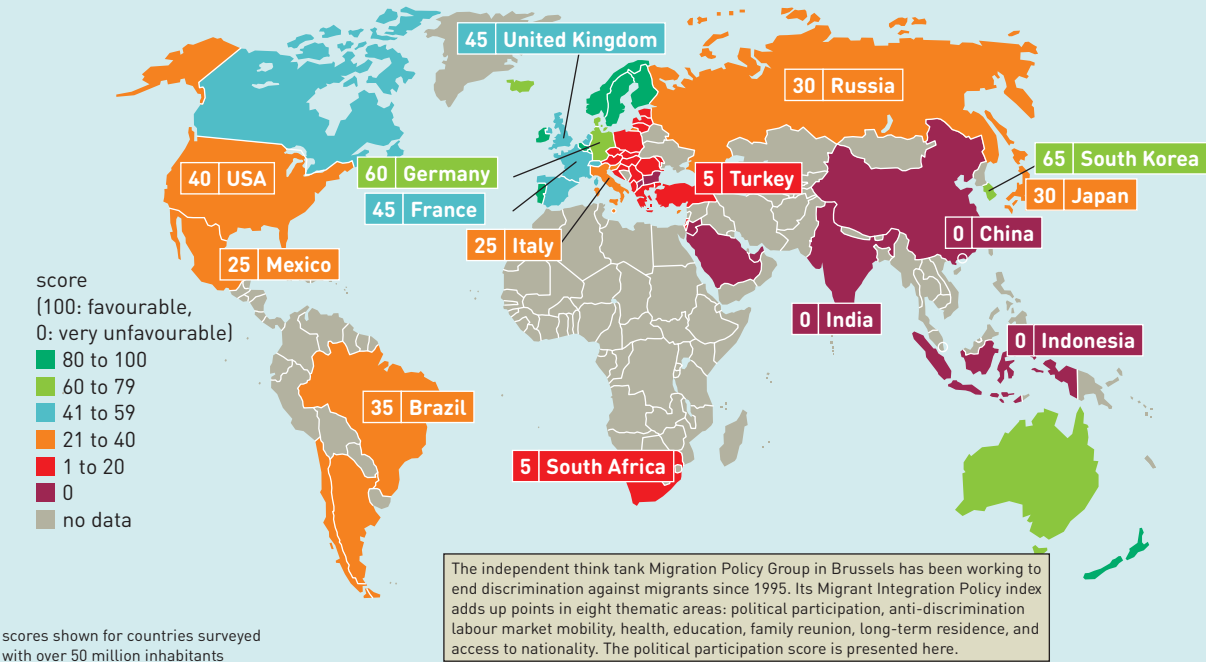 45 United Kingdom
30 Russia
65 South Korea
40 USA
60 Germany
5 Turkey
30 Japan
45 France
25 Italy
0 China
25 Mexico
0 India
0 Indonesia
35 Brazil
5 South Africa
score
(100: favourable,
0: very unfavourable)
80 to 100
60 to 79
41 to 59
21 to 40
1 to 20
0
no data
The independent think tank Migration Policy Group in Brussels has been working to
end discrimination against migrants since 1995. Its Migrant Integration Policy index
adds up points in eight thematic areas: political participation, anti-discrimination
labour market mobility, health, education, family reunion, long-term residence, and
access to nationality. The political participation score is presented here.
scores shown for countries surveyed
with over 50 million inhabitants